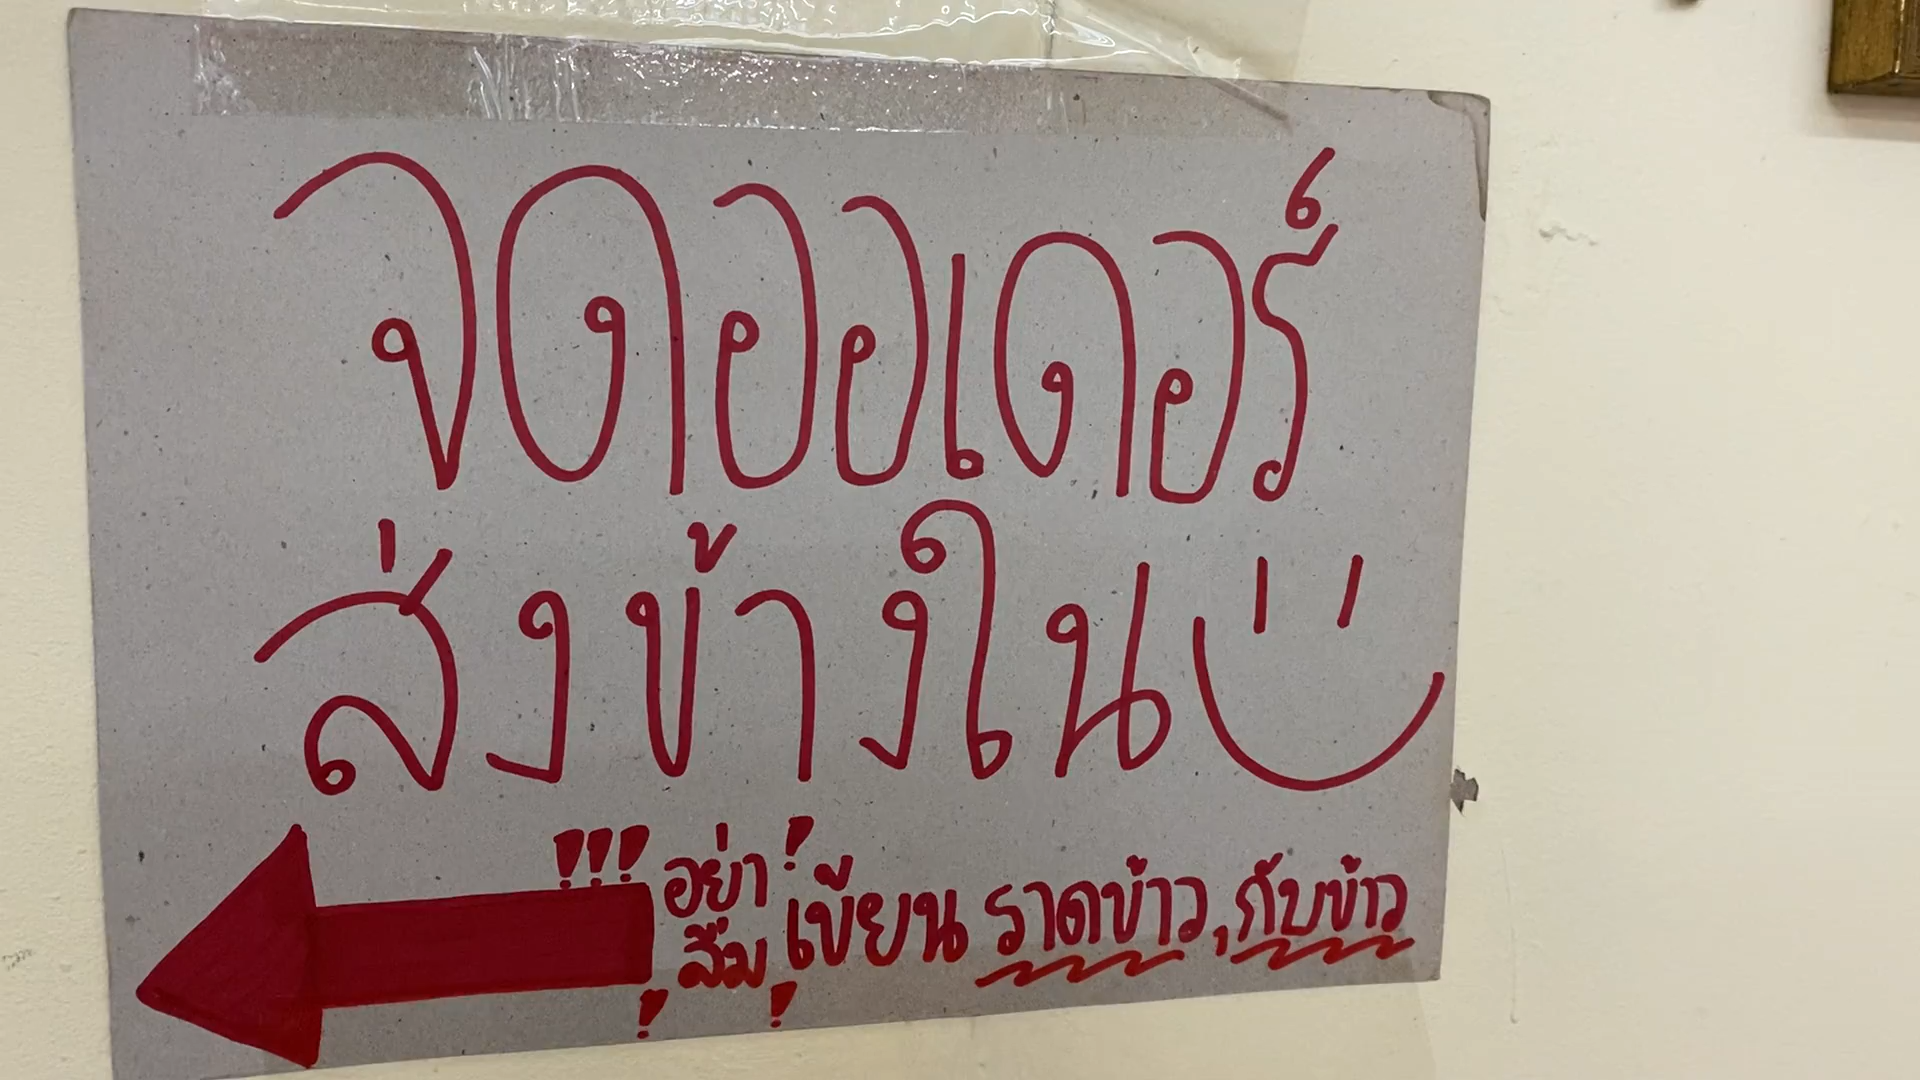 จดออเดอร์
ส่งข้างใน
!!! อย่า! ลืม! เขียน ราดข้าว, กับข้าว